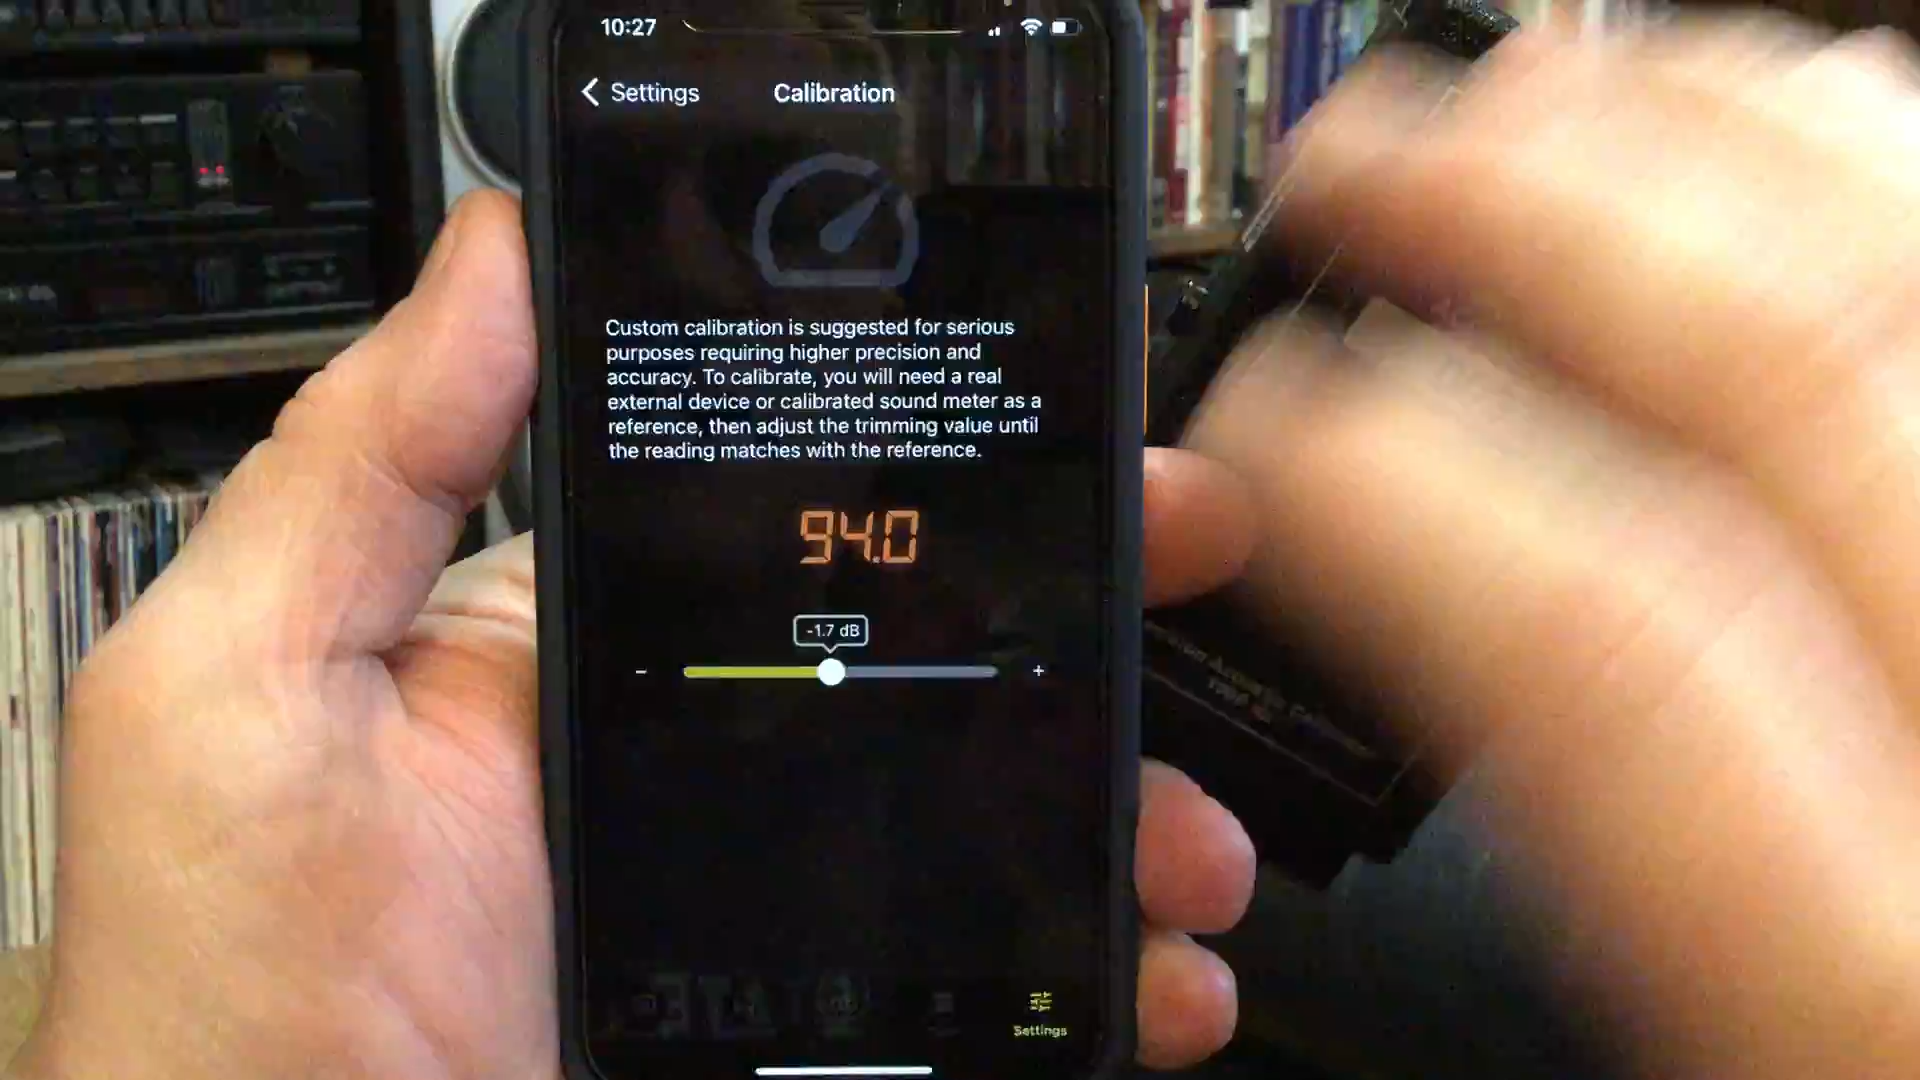 10:27
Settings
Calibration
Custom calibration is suggested for serious
purposes requiring higher precision and
accuracy. To calibrate, you will need a real
external device or calibrated sound meter as a
reference, then adjust the trimming value until
the reading matches with the reference.
94.0
-1.7 dB
- +
Settings